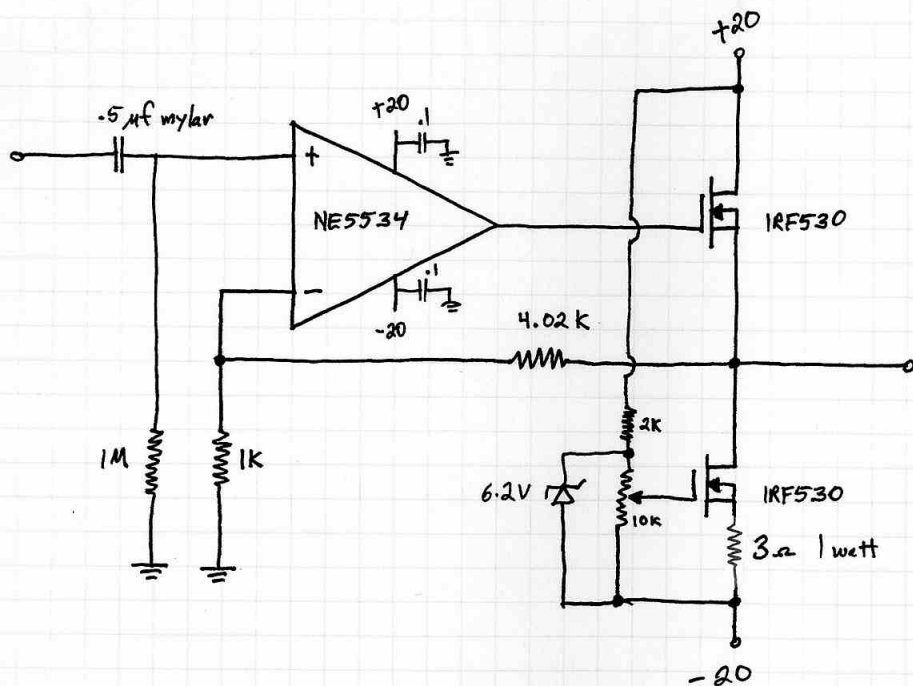 +20
.5 µf mylar
+20
.1
+
NE5534
IRF530
-
.1
-20
4.02K
2K
1M
1K
6.2V
10K
IRF530
3Ω 1 watt
-20